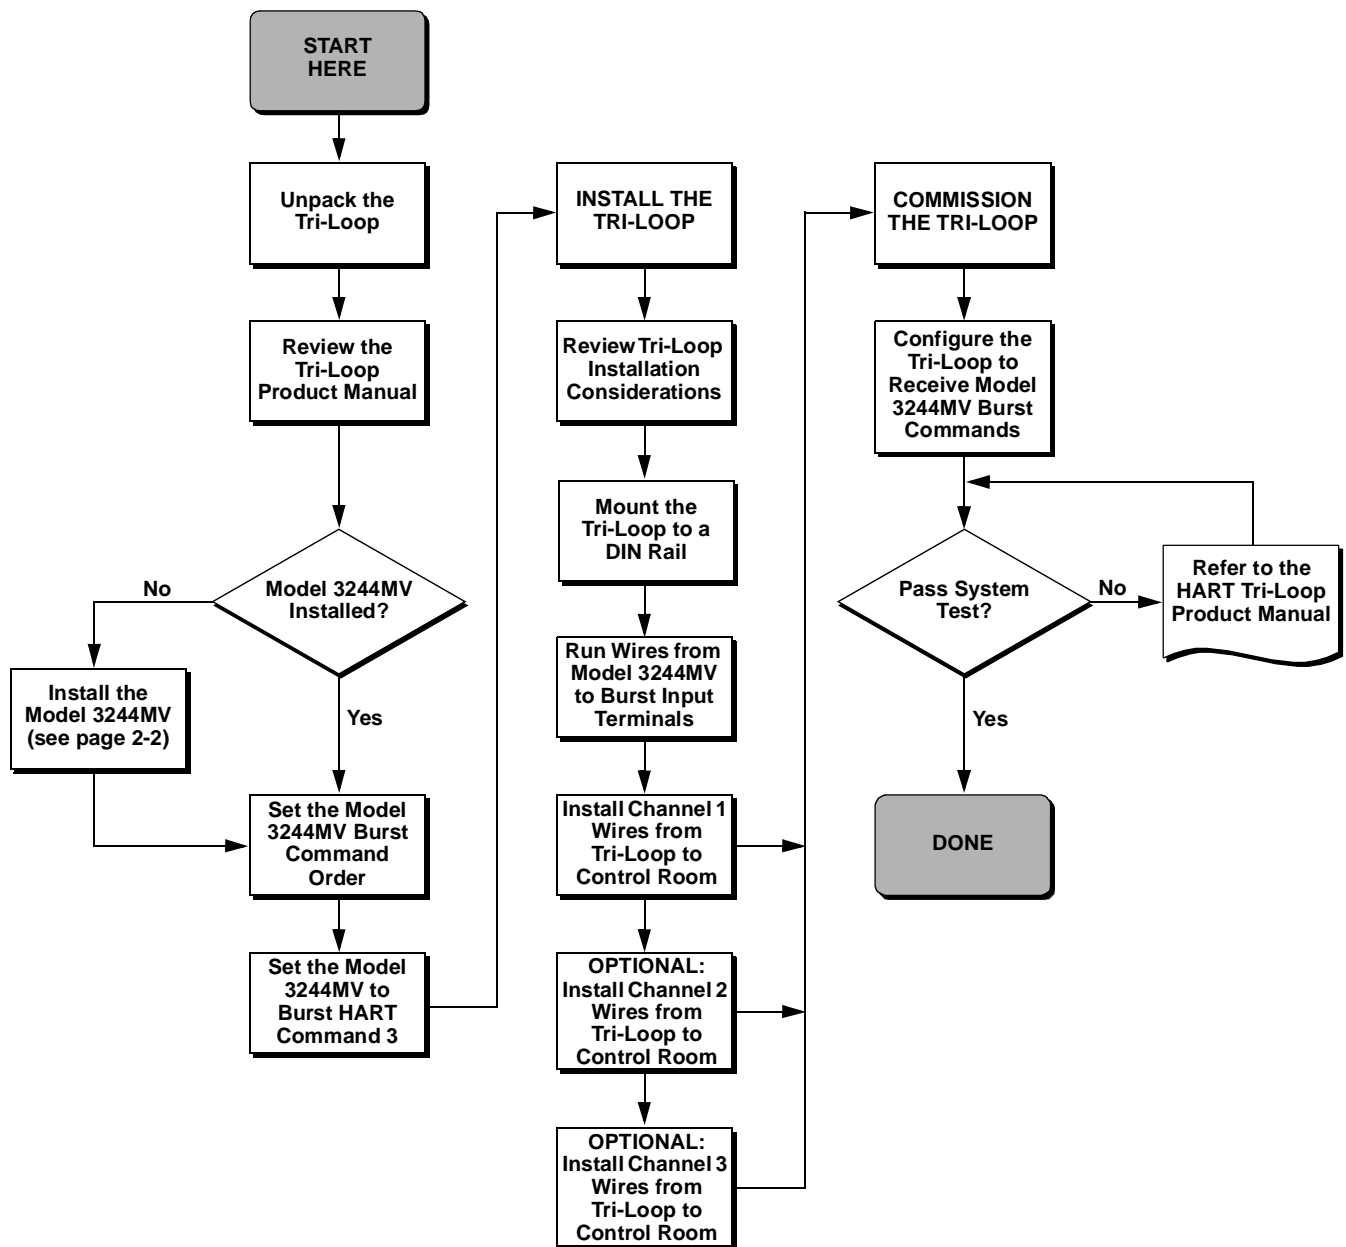 START
HERE
Unpack the
Tri-Loop
Review the
Tri-Loop
Product Manual
Model 3244MV
Installed?
No
Yes
Install the
Model 3244MV
(see page 2-2)
Set the Model
3244MV Burst
Command
Order
Set the Model
3244MV to
Burst HART
Command 3
INSTALL THE
TRI-LOOP
Review Tri-Loop
Installation
Considerations
Mount the
Tri-Loop to a
DIN Rail
Run Wires from
Model 3244MV
to Burst Input
Terminals
Install Channel 1
Wires from
Tri-Loop to
Control Room
OPTIONAL:
Install Channel 2
Wires from
Tri-Loop to
Control Room
OPTIONAL:
Install Channel 3
Wires from
Tri-Loop to
Control Room
COMMISSION
THE TRI-LOOP
Configure the
Tri-Loop to
Receive Model
3244MV Burst
Commands
Pass System
Test?
No
Refer to the
HART Tri-Loop
Product Manual
Yes
DONE